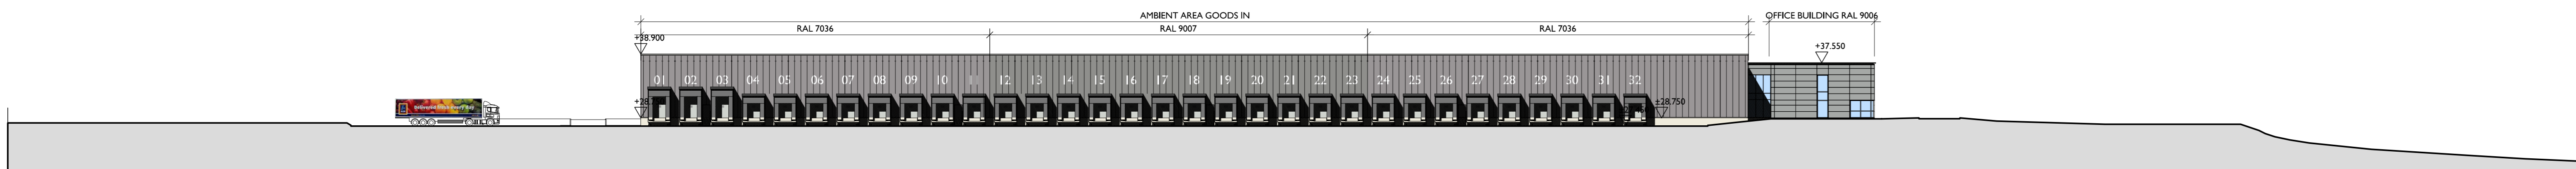 AMBIENT AREA GOODS IN
OFFICE BUILDING RAL 9006
RAL 7036
RAL 9007
RAL 7036
+38.900
+37.550
01 02 03 04 05 06 07 08 09 10 11 12 13 14 15 16 17 18 19 20 21 22 23 24 25 26 27 28 29 30 31 32
±28.750